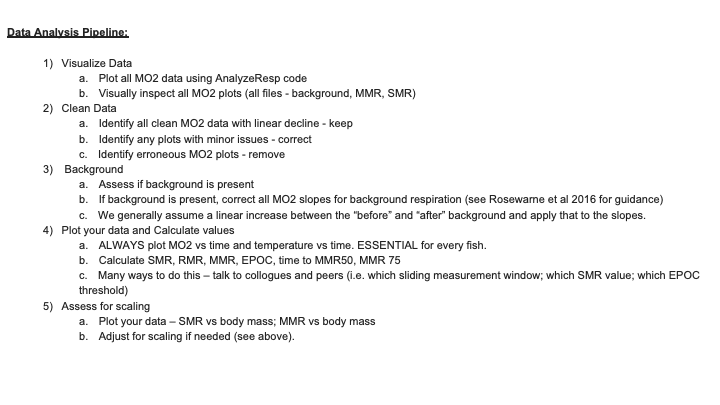 Data Analysis Pipeline:
1) Visualize Data
a. Plot all MO2 data using AnalyzeResp code
b. Visually inspect all MO2 plots (all files - background, MMR, SMR)
2) Clean Data
a. Identify all clean MO2 data with linear decline - keep
b. Identify any plots with minor issues - correct
c. Identify erroneous MO2 plots - remove
3) Background
a. Assess if background is present
b. If background is present, correct all MO2 slopes for background respiration (see Rosewarne et al 2016 for guidance)
c. We generally assume a linear increase between the “before” and “after” background and apply that to the slopes.
4) Plot your data and Calculate values
a. ALWAYS plot MO2 vs time and temperature vs time. ESSENTIAL for every fish.
b. Calculate SMR, RMR, MMR, EPOC, time to MMR50, MMR 75
c. Many ways to do this – talk to collogues and peers (i.e. which sliding measurement window; which SMR value; which EPOC
threshold)
5) Assess for scaling
a. Plot your data – SMR vs body mass; MMR vs body mass
b. Adjust for scaling if needed (see above).